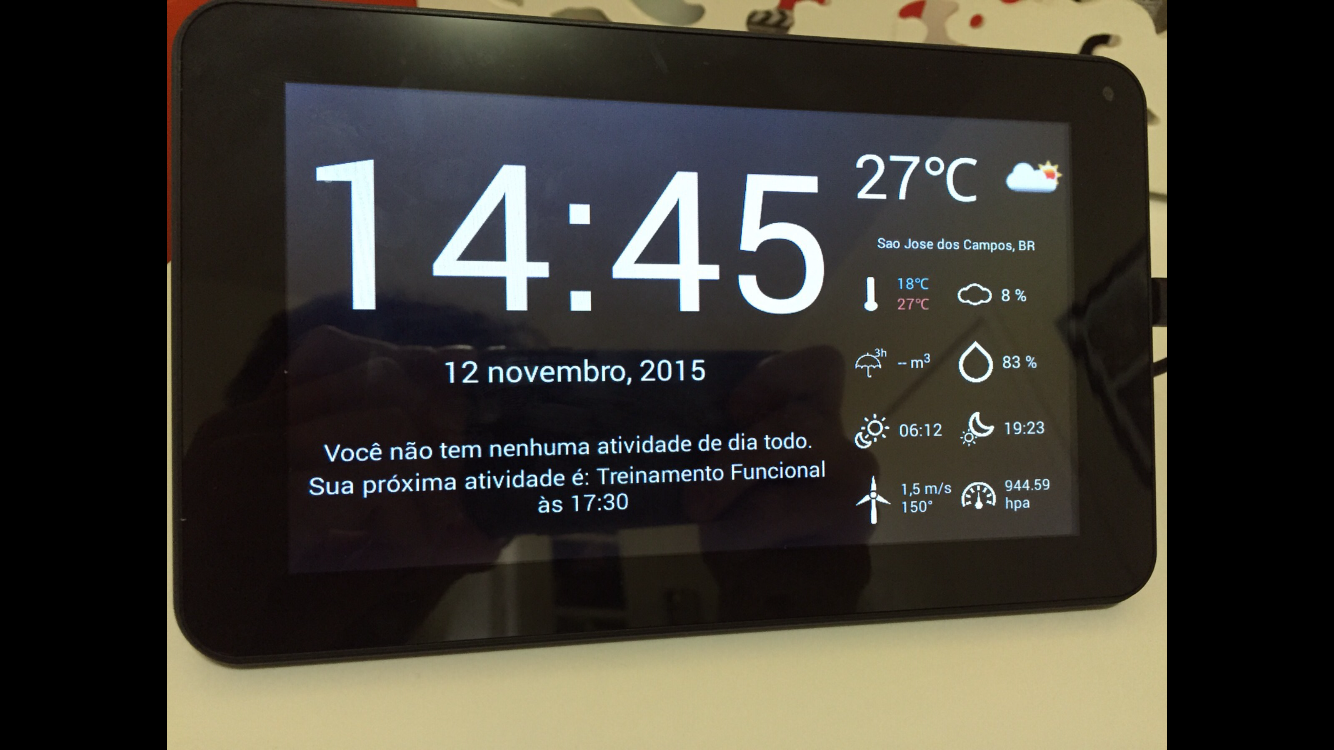 14:45
12 novembro, 2015
Você não tem nenhuma atividade de dia todo.
Sua próxima atividade é: Treinamento Funcional
às 17:30
27°C
Sao Jose dos Campos, BR
18°C
27°C
8 %
3h
-- m³
83 %
06:12
19:23
1,5 m/s
150°
944.59
hpa